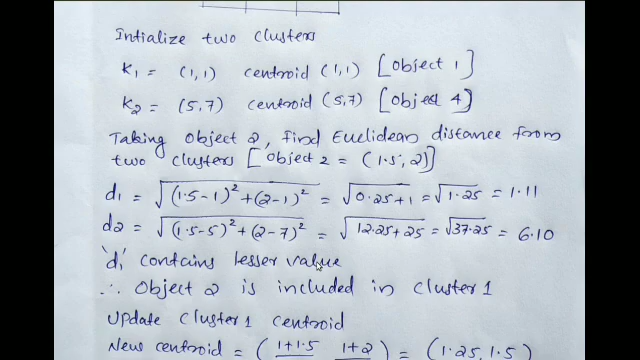 Intialize two clusters
K₁ = (1,1) centroid (1,1) [object 1]
K₂ = (5,7) centroid (5,7) [object 4]
Taking object 2, find Euclidean distance from
two clusters [object 2 = (1.5, 2)]
d₁ = √(1.5-1)² + (2-1)² = √0.25+1 = √1.25 = 1.11
d2 = √(1.5-5)² + (2-7)² = √12.25+25 = √37.25 = 6.10
'd₁' contains lesser value
∴ object 2 is included in cluster 1
update cluster 1 centroid
New centroid = (1+1.5 1+2) = (1.25, 1.5)